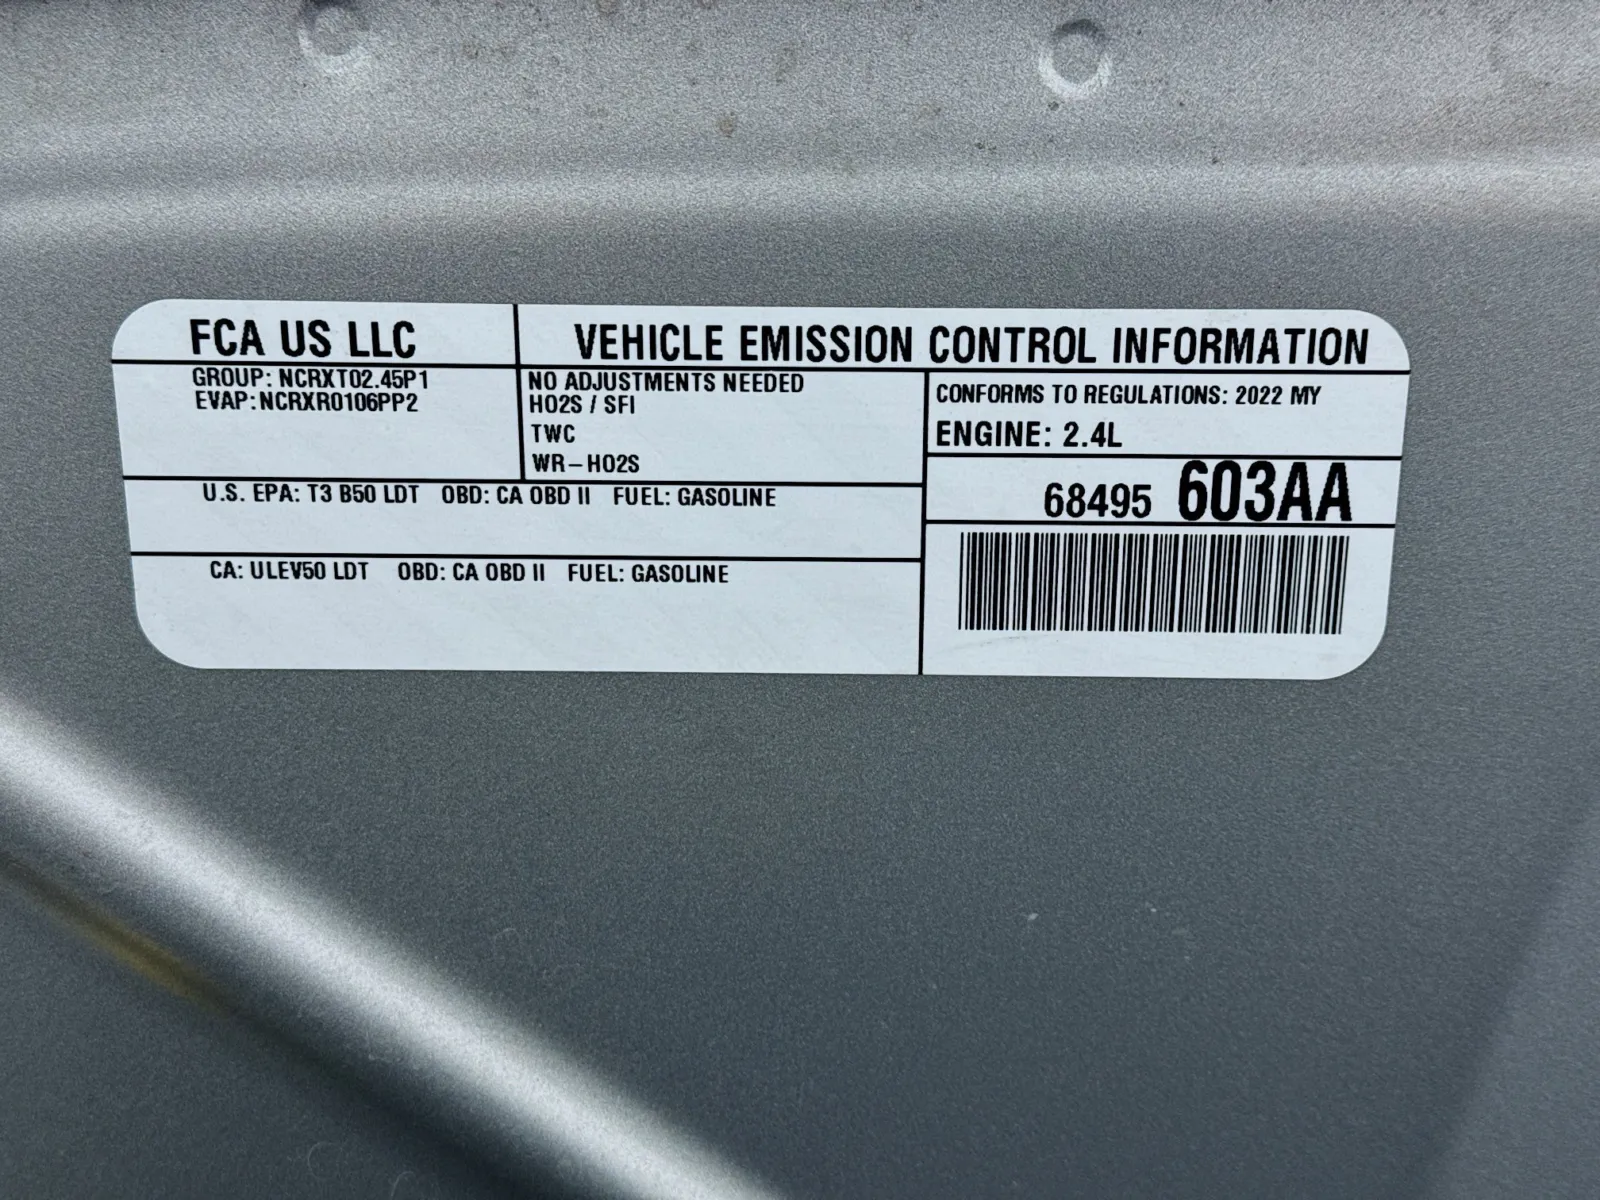 FCA US LLC
VEHICLE EMISSION CONTROL INFORMATION
GROUP: NCRXT02.45P1
EVAP: NCRXR0106PP2
NO ADJUSTMENTS NEEDED
HO2S / SFI
TWC
WR-HO2S
CONFORMS TO REGULATIONS: 2022 MY
ENGINE: 2.4L
68495 603AA
U.S. EPA: T3 B50 LDT OBD: CA OBD II FUEL: GASOLINE
CA: ULEV50 LDT OBD: CA OBD II FUEL: GASOLINE